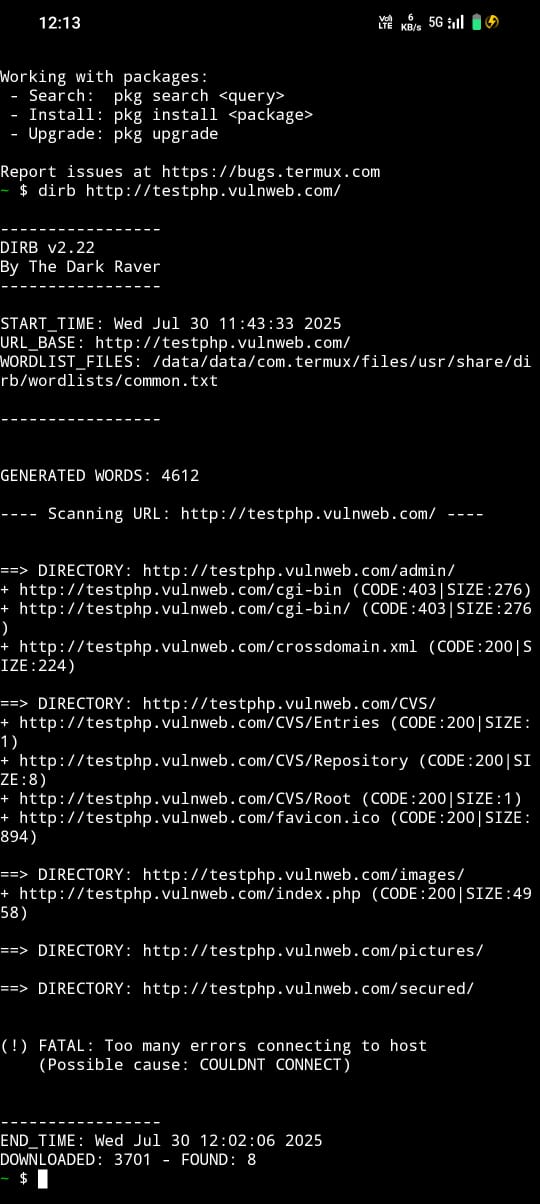 12:13
Vo) LTE 6 KB/s 5G
Working with packages:
- Search:  pkg search <query>
- Install: pkg install <package>
- Upgrade: pkg upgrade
Report issues at https://bugs.termux.com
~ $ dirb http://testphp.vulnweb.com/
-----------------
DIRB v2.22
By The Dark Raver
-----------------
START_TIME: Wed Jul 30 11:43:33 2025
URL_BASE: http://testphp.vulnweb.com/
WORDLIST_FILES: /data/data/com.termux/files/usr/share/di
rb/wordlists/common.txt
-----------------
GENERATED WORDS: 4612
---- Scanning URL: http://testphp.vulnweb.com/ ----
==> DIRECTORY: http://testphp.vulnweb.com/admin/
+ http://testphp.vulnweb.com/cgi-bin (CODE:403|SIZE:276)
+ http://testphp.vulnweb.com/cgi-bin/ (CODE:403|SIZE:276
)
+ http://testphp.vulnweb.com/crossdomain.xml (CODE:200|S
IZE:224)
==> DIRECTORY: http://testphp.vulnweb.com/CVS/
+ http://testphp.vulnweb.com/CVS/Entries (CODE:200|SIZE:
1)
+ http://testphp.vulnweb.com/CVS/Repository (CODE:200|SI
ZE:8)
+ http://testphp.vulnweb.com/CVS/Root (CODE:200|SIZE:1)
+ http://testphp.vulnweb.com/favicon.ico (CODE:200|SIZE:
894)
==> DIRECTORY: http://testphp.vulnweb.com/images/
+ http://testphp.vulnweb.com/index.php (CODE:200|SIZE:49
58)
==> DIRECTORY: http://testphp.vulnweb.com/pictures/
==> DIRECTORY: http://testphp.vulnweb.com/secured/
(!) FATAL: Too many errors connecting to host
(Possible cause: COULDNT CONNECT)
-----------------
END_TIME: Wed Jul 30 12:02:06 2025
DOWNLOADED: 3701 - FOUND: 8
~ $